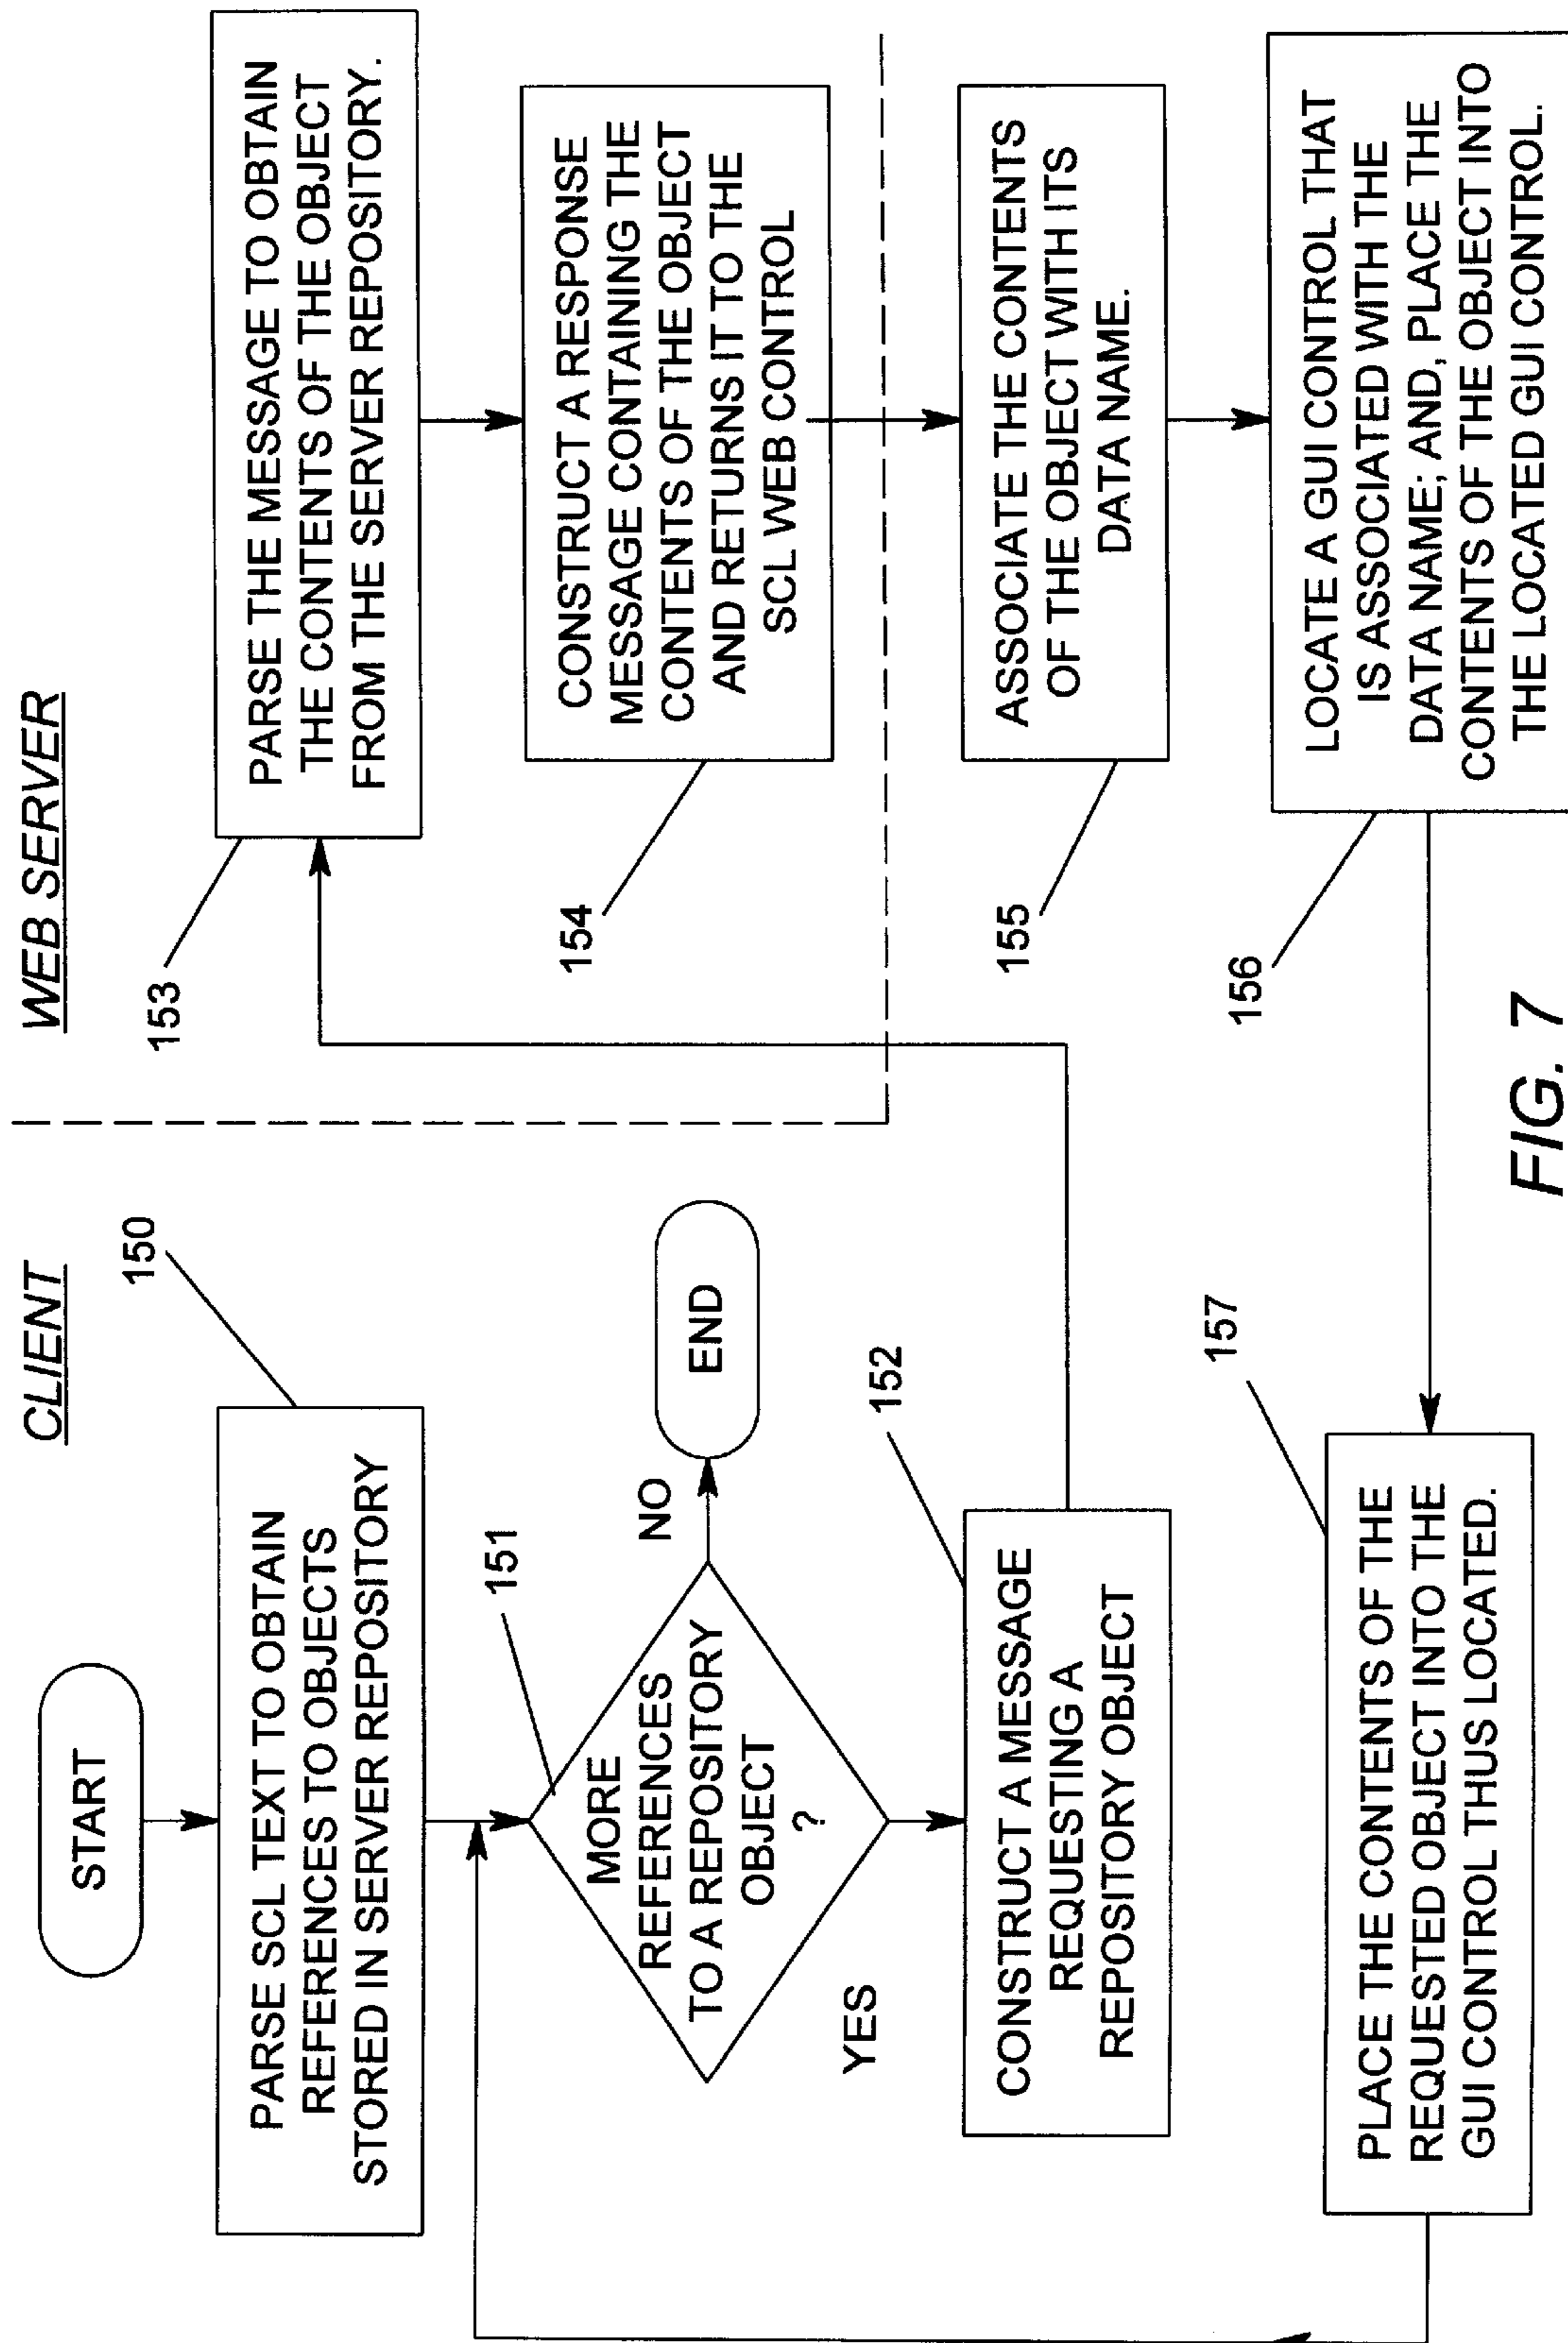 CLIENT
START
150
PARSE SCL TEXT TO OBTAIN
REFERENCES TO OBJECTS
STORED IN SERVER REPOSITORY
151
MORE
REFERENCES
TO A REPOSITORY
OBJECT
?
NO
END
YES
152
CONSTRUCT A MESSAGE
REQUESTING A
REPOSITORY OBJECT
WEB SERVER
153
PARSE THE MESSAGE TO OBTAIN
THE CONTENTS OF THE OBJECT
FROM THE SERVER REPOSITORY.
154
CONSTRUCT A RESPONSE
MESSAGE CONTAINING THE
CONTENTS OF THE OBJECT
AND RETURNS IT TO THE
SCL WEB CONTROL
155
ASSOCIATE THE CONTENTS
OF THE OBJECT WITH ITS
DATA NAME.
156
LOCATE A GUI CONTROL THAT
IS ASSOCIATED WITH THE
DATA NAME; AND, PLACE THE
CONTENTS OF THE OBJECT INTO
THE LOCATED GUI CONTROL.
157
PLACE THE CONTENTS OF THE
REQUESTED OBJECT INTO THE
GUI CONTROL THUS LOCATED.
FIG. 7